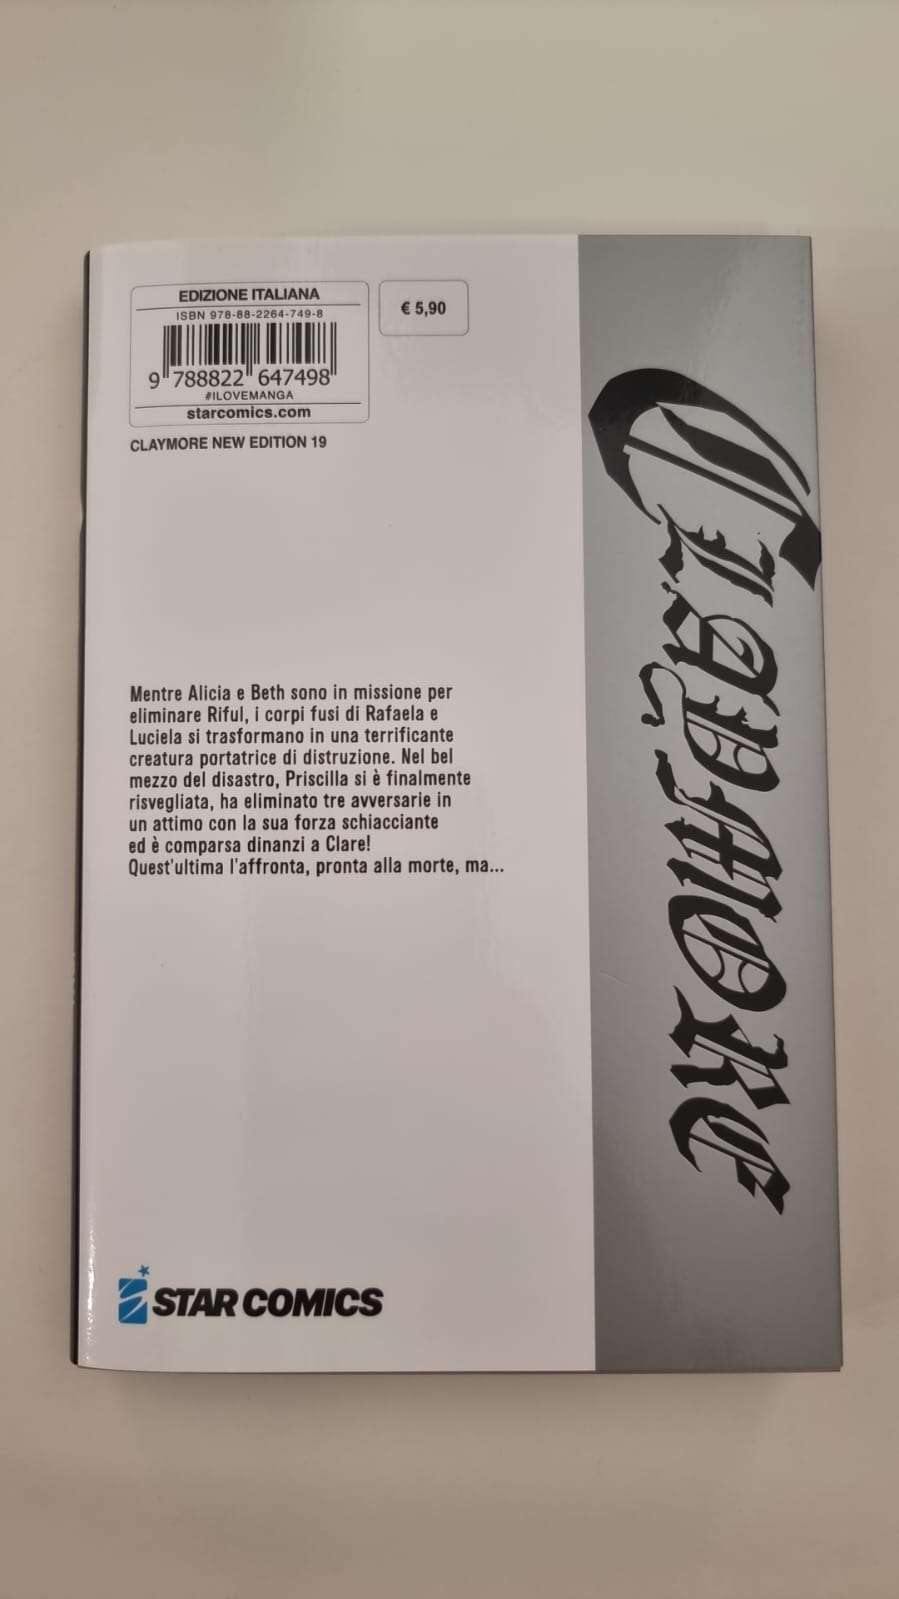 EDIZIONE ITALIANA
€ 5,90
ISBN 978-88-2264-749-8
9 788822 647498
#ILOVEMANGA
starcomics.com
CLAYMORE NEW EDITION 19
CLAYMORE
Mentre Alicia e Beth sono in missione per
eliminare Riful, i corpi fusi di Rafaela e
Luciela si trasformano in una terrificante
creatura portatrice di distruzione. Nel bel
mezzo del disastro, Priscilla si è finalmente
risvegliata, ha eliminato tre avversarie in
un attimo con la sua forza schiacciante
ed è comparsa dinanzi a Clare!
Quest'ultima l'affronta, pronta alla morte, ma...
STAR COMICS